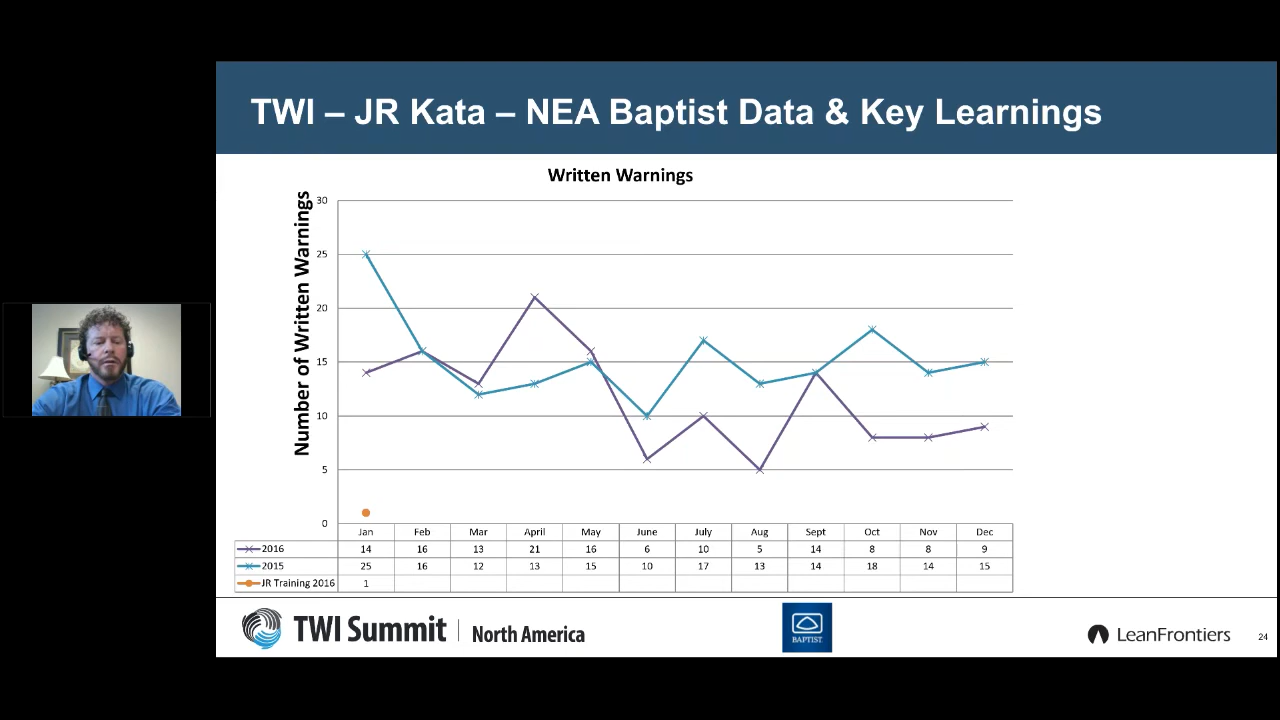 TWI – JR Kata – NEA Baptist Data & Key Learnings
Written Warnings
Number of Written Warnings
30
25
20
15
10
5
0
Jan Feb Mar April May June July Aug Sept Oct Nov Dec
2016 14 16 13 21 16 6 10 5 14 8 8 9
2015 25 16 12 13 15 10 17 13 14 18 14 15
JR Training 2016 1
TWI Summit North America
BAPTIST
LeanFrontiers
24